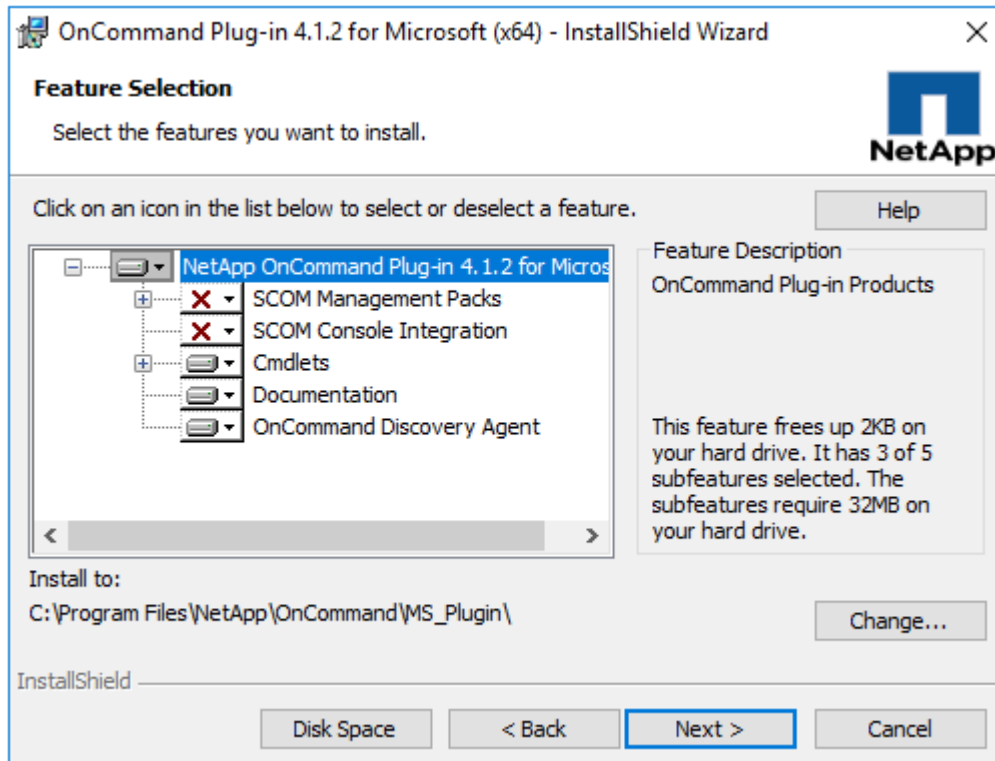 OnCommand Plug-in 4.1.2 for Microsoft (x64) - InstallShield Wizard
Feature Selection
Select the features you want to install.
NetApp
Click on an icon in the list below to select or deselect a feature.
Help
NetApp OnCommand Plug-in 4.1.2 for Micros
SCOM Management Packs
SCOM Console Integration
Cmdlets
Documentation
OnCommand Discovery Agent
Feature Description
OnCommand Plug-in Products
This feature frees up 2KB on
your hard drive. It has 3 of 5
subfeatures selected. The
subfeatures require 32MB on
your hard drive.
Install to:
C:\Program Files\NetApp\OnCommand\MS_Plugin\
Change...
InstallShield
Disk Space
< Back
Next >
Cancel